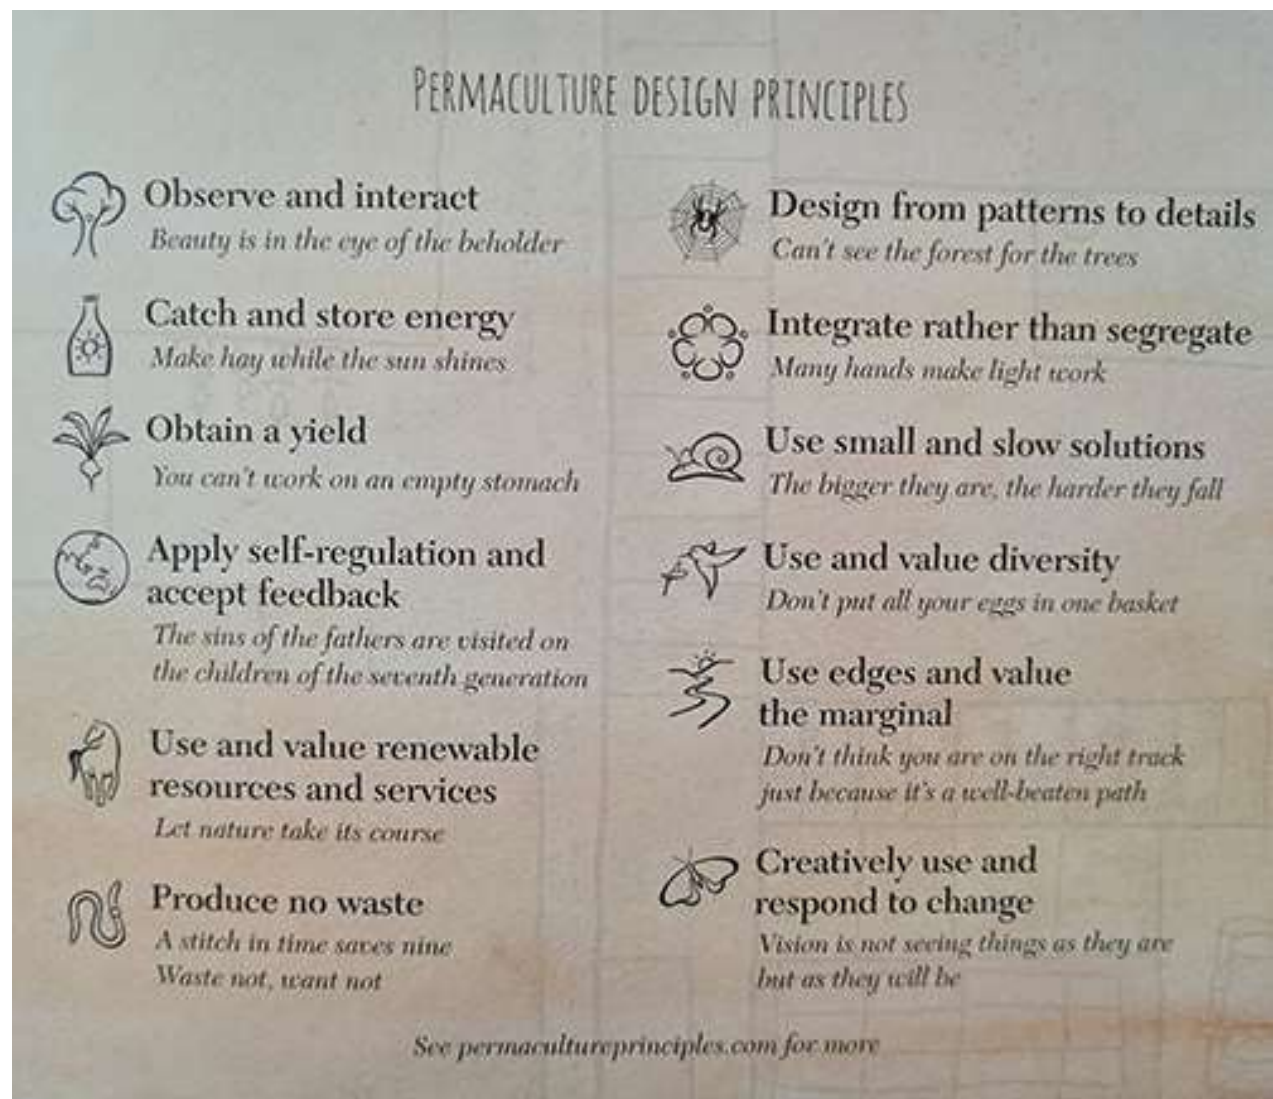 PERMACULTURE DESIGN PRINCIPLES
Observe and interact
Beauty is in the eye of the beholder
Catch and store energy
Make hay while the sun shines
Obtain a yield
You can't work on an empty stomach
Apply self-regulation and
accept feedback
The sins of the fathers are visited on
the children of the seventh generation
Use and value renewable
resources and services
Let nature take its course
Produce no waste
A stitch in time saves nine
Waste not, want not
Design from patterns to details
Can't see the forest for the trees
Integrate rather than segregate
Many hands make light work
Use small and slow solutions
The bigger they are, the harder they fall
Use and value diversity
Don't put all your eggs in one basket
Use edges and value
the marginal
Don't think you are on the right track
just because it's a well-beaten path
Creatively use and
respond to change
Vision is not seeing things as they are
but as they will be
See permacultureprinciples.com for more